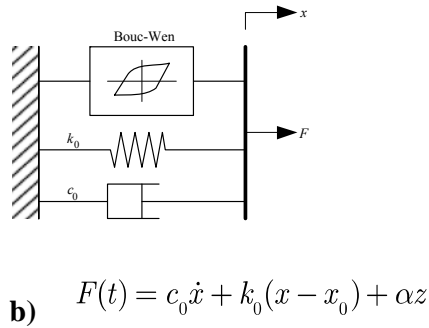 x
Bouc-Wen
F
k₀
c₀
b) F(t) = c₀ẋ + k₀(x − x₀) + αz